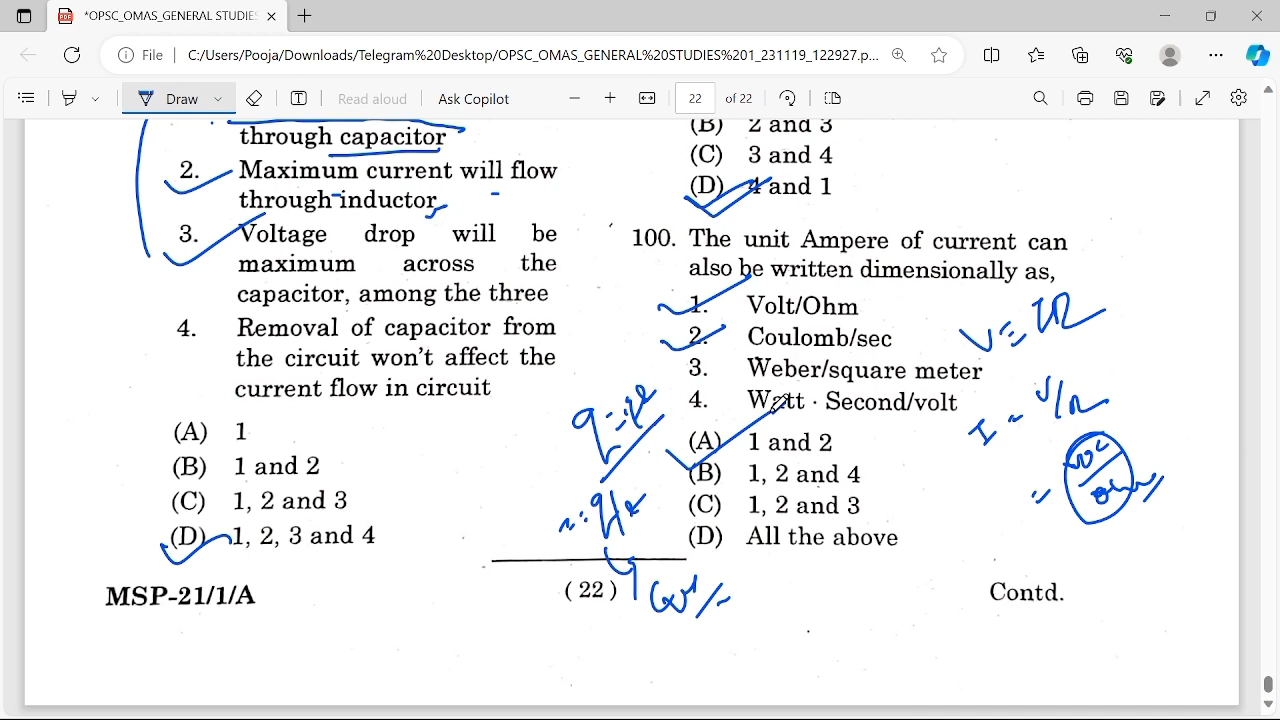 *OPSC_OMAS_GENERAL STUDIES
File
C:/Users/Pooja/Downloads/Telegram%20Desktop/OPSC_OMAS_GENERAL%20STUDIES%201_231119_122927.p...
Draw
Read aloud
Ask Copilot
22 of 22
through capacitor
2. Maximum current will flow
through inductor
3. Voltage drop will be
maximum across the
capacitor, among the three
4. Removal of capacitor from
the circuit won't affect the
current flow in circuit
(A) 1
(B) 1 and 2
(C) 1, 2 and 3
(D) 1, 2, 3 and 4
(B) 2 and 3
(C) 3 and 4
(D) 4 and 1
100. The unit Ampere of current can
also be written dimensionally as,
1. Volt/Ohm
2. Coulomb/sec
3. Weber/square meter
4. Watt · Second/volt
(A) 1 and 2
(B) 1, 2 and 4
(C) 1, 2 and 3
(D) All the above
V = IR
I = V/R
MSP-21/1/A
( 22 )
Contd.